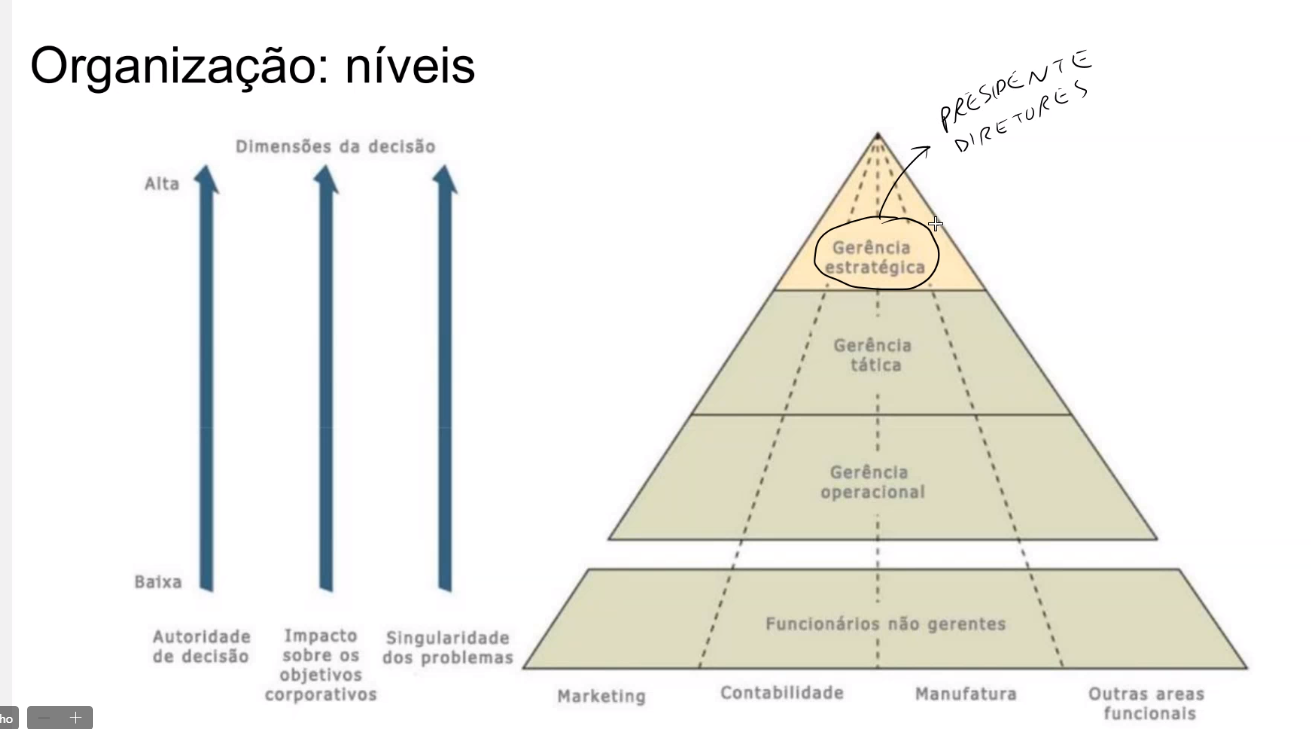 Organização: níveis
PRESIDENTE
DIRETORES
Dimensões da decisão
Alta
Baixa
Autoridade
de decisão
Impacto
sobre os
objetivos
corporativos
Singularidade
dos problemas
Gerência
estratégica
Gerência
tática
Gerência
operacional
Funcionários não gerentes
Marketing
Contabilidade
Manufatura
Outras areas
funcionais
ho